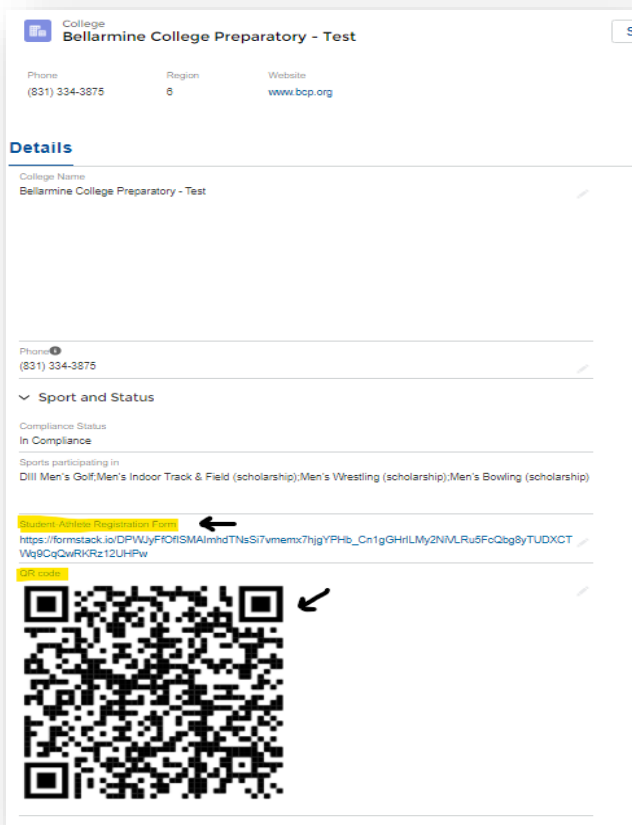 College
Bellarmine College Preparatory - Test
S
Phone
Region
Website
(831) 334-3875
6
www.bcp.org
Details
College Name
Bellarmine College Preparatory - Test
Phone
(831) 334-3875
Sport and Status
Compliance Status
In Compliance
Sports participating in
DIII Men's Golf;Men's Indoor Track & Field (scholarship);Men's Wrestling (scholarship);Men's Bowling (scholarship)
Student-Athlete Registration Form
QR code